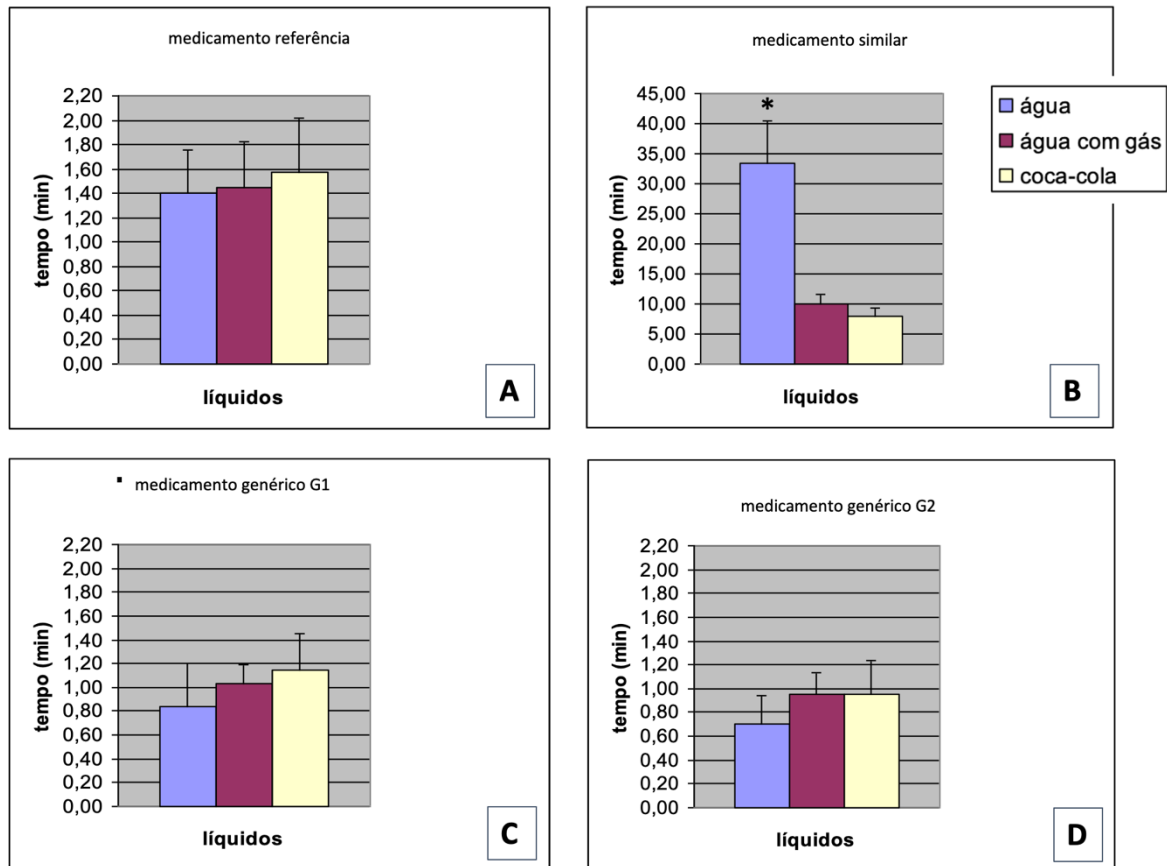 medicamento referência
2,20
2,00
1,80
1,60
1,40
1,20
1,00
0,80
0,60
0,40
0,20
0,00
tempo (min)
líquidos
A
medicamento similar
45,00
40,00
35,00
30,00
25,00
20,00
15,00
10,00
5,00
0,00
*
tempo (min)
líquidos
B
água
água com gás
coca-cola
▪ medicamento genérico G1
2,20
2,00
1,80
1,60
1,40
1,20
1,00
0,80
0,60
0,40
0,20
0,00
tempo (min)
líquidos
C
medicamento genérico G2
2,20
2,00
1,80
1,60
1,40
1,20
1,00
0,80
0,60
0,40
0,20
0,00
tempo (min)
líquidos
D